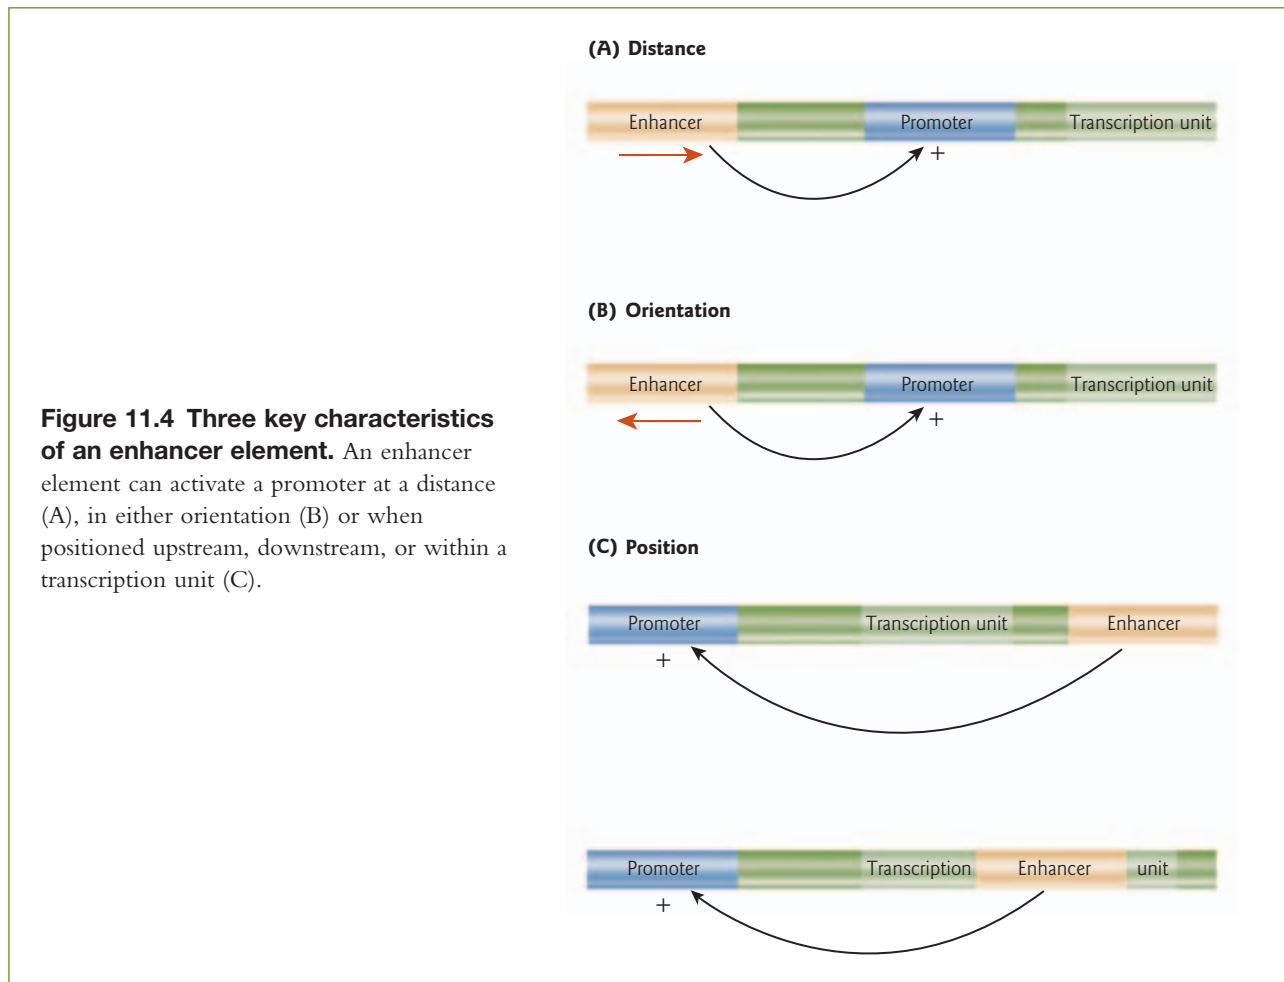 Figure 11.4 Three key characteristics
of an enhancer element. An enhancer
element can activate a promoter at a distance
(A), in either orientation (B) or when
positioned upstream, downstream, or within a
transcription unit (C).
(A) Distance
Enhancer Promoter Transcription unit
+
(B) Orientation
Enhancer Promoter Transcription unit
+
(C) Position
Promoter Transcription unit Enhancer
+
Promoter Transcription Enhancer unit
+